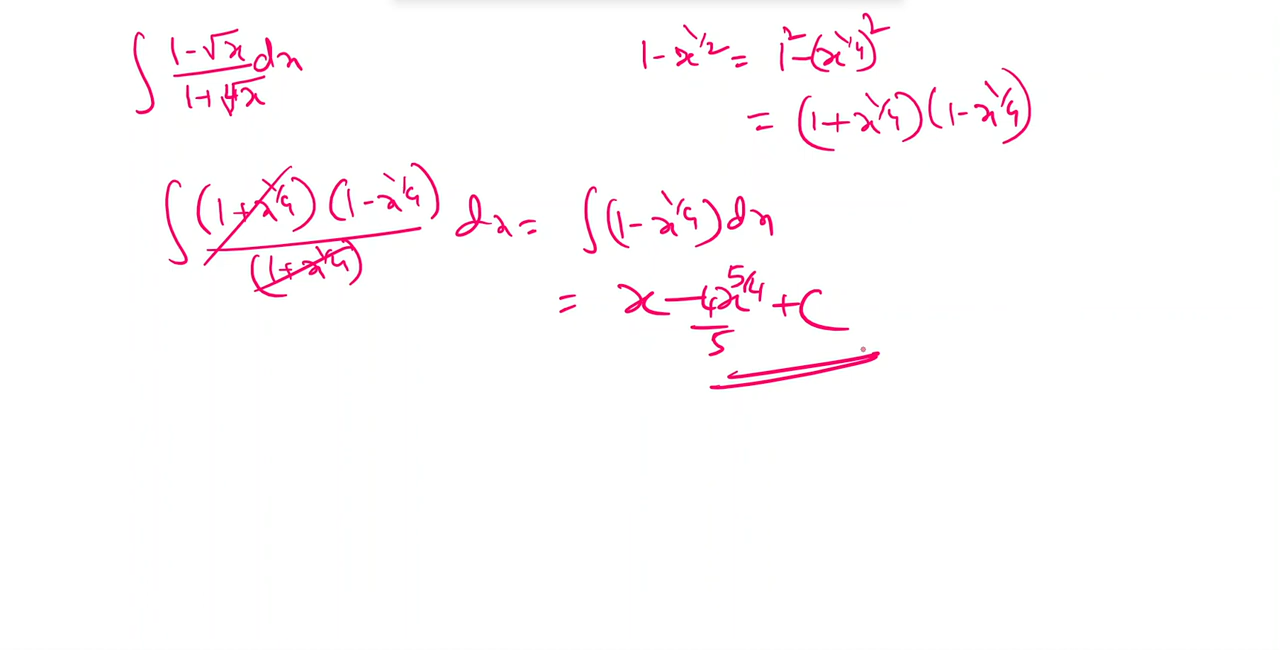 ∫ (1-√x)/(1+∜x) dx
1-x^(1/2) = 1²-(x^(1/4))²
= (1+x^(1/4))(1-x^(1/4))
∫ (1+x^(1/4))(1-x^(1/4))/(1+x^(1/4)) dx = ∫(1-x^(1/4))dx
= x - 4x^(5/4)/5 + C